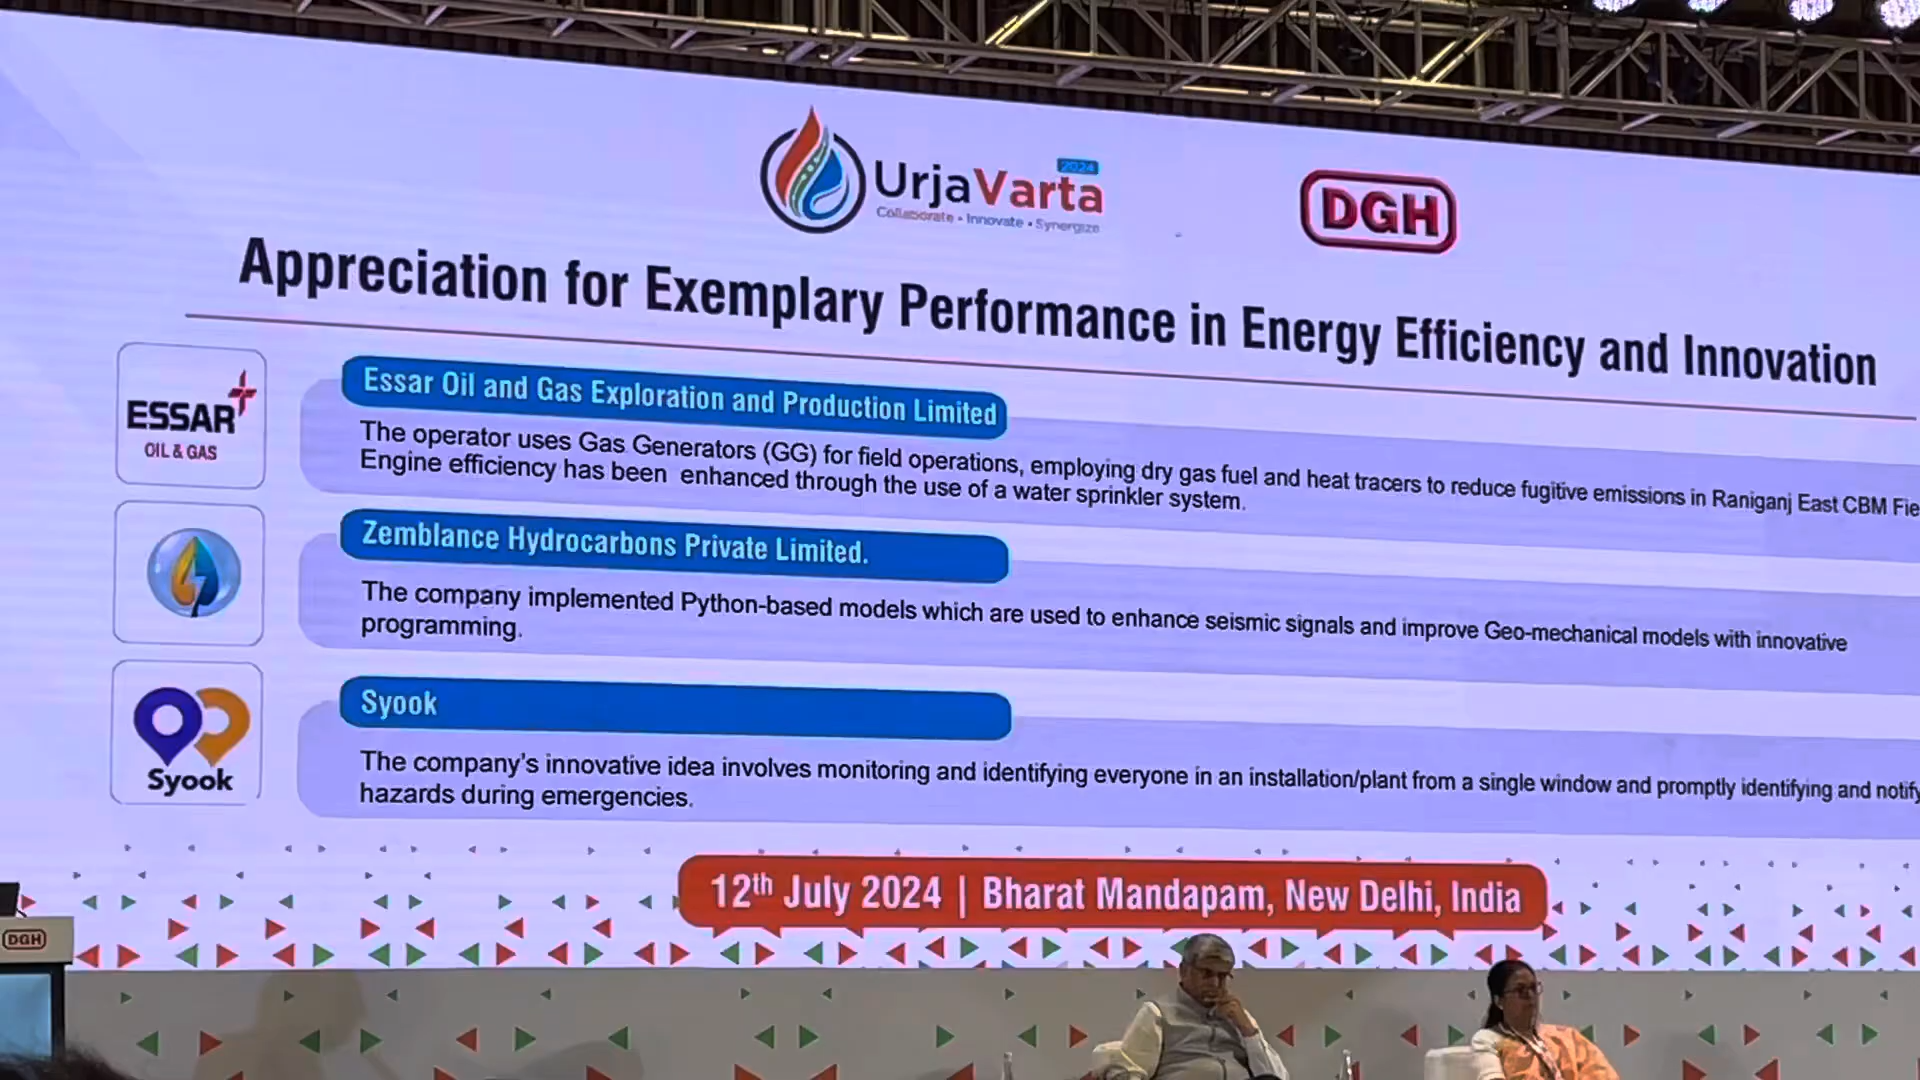 2024
UrjaVarta
Collaborate • Innovate • Synergize
DGH
Appreciation for Exemplary Performance in Energy Efficiency and Innovation
ESSAR
OIL & GAS
Essar Oil and Gas Exploration and Production Limited
The operator uses Gas Generators (GG) for field operations, employing dry gas fuel and heat tracers to reduce fugitive emissions in Raniganj East CBM Fie
Engine efficiency has been enhanced through the use of a water sprinkler system.
Zemblance Hydrocarbons Private Limited.
The company implemented Python-based models which are used to enhance seismic signals and improve Geo-mechanical models with innovative
programming.
Syook
Syook
The company's innovative idea involves monitoring and identifying everyone in an installation/plant from a single window and promptly identifying and notify
hazards during emergencies.
12th July 2024 | Bharat Mandapam, New Delhi, India
DGH